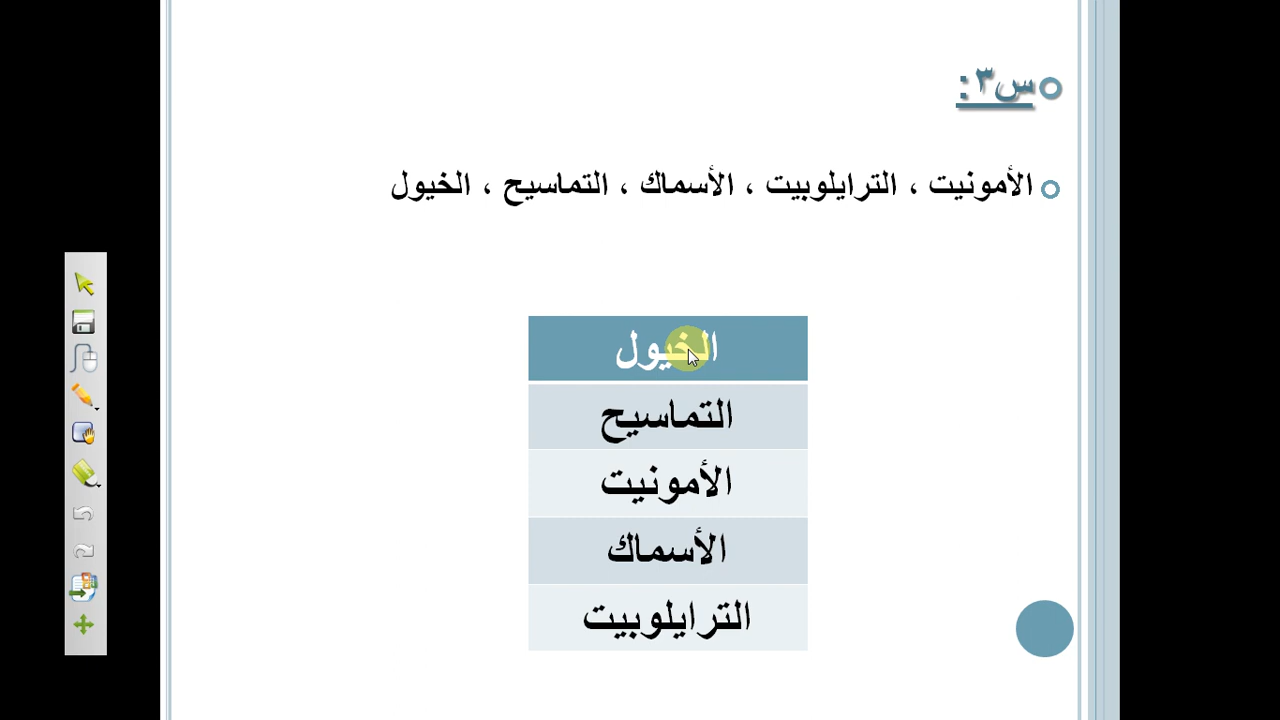 س٣:
الأمونيت ، الترايلوبيت ، الأسماك ، التماسيح ، الخيول
الخيول
التماسيح
الأمونيت
الأسماك
الترايلوبيت